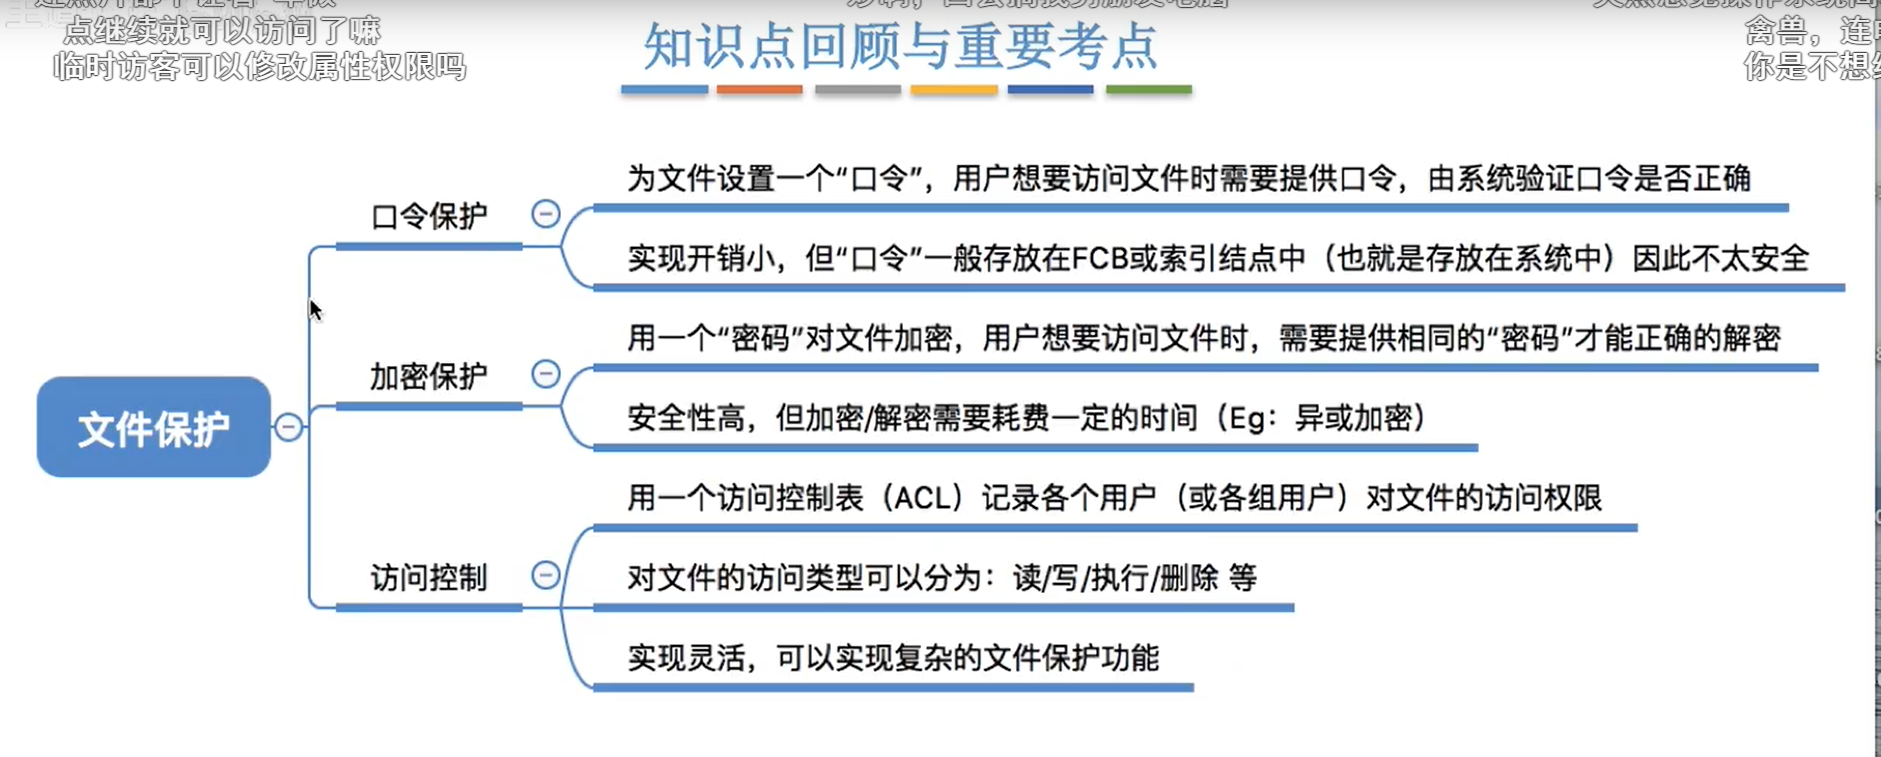 点继续就可以访问了嘛
临时访客可以修改属性权限吗
禽兽，连
你是不想
知识点回顾与重要考点
文件保护
口令保护
为文件设置一个“口令”，用户想要访问文件时需要提供口令，由系统验证口令是否正确
实现开销小，但“口令”一般存放在FCB或索引结点中（也就是存放在系统中）因此不太安全
加密保护
用一个“密码”对文件加密，用户想要访问文件时，需要提供相同的“密码”才能正确的解密
安全性高，但加密/解密需要耗费一定的时间（Eg：异或加密）
访问控制
用一个访问控制表（ACL）记录各个用户（或各组用户）对文件的访问权限
对文件的访问类型可以分为：读/写/执行/删除 等
实现灵活，可以实现复杂的文件保护功能